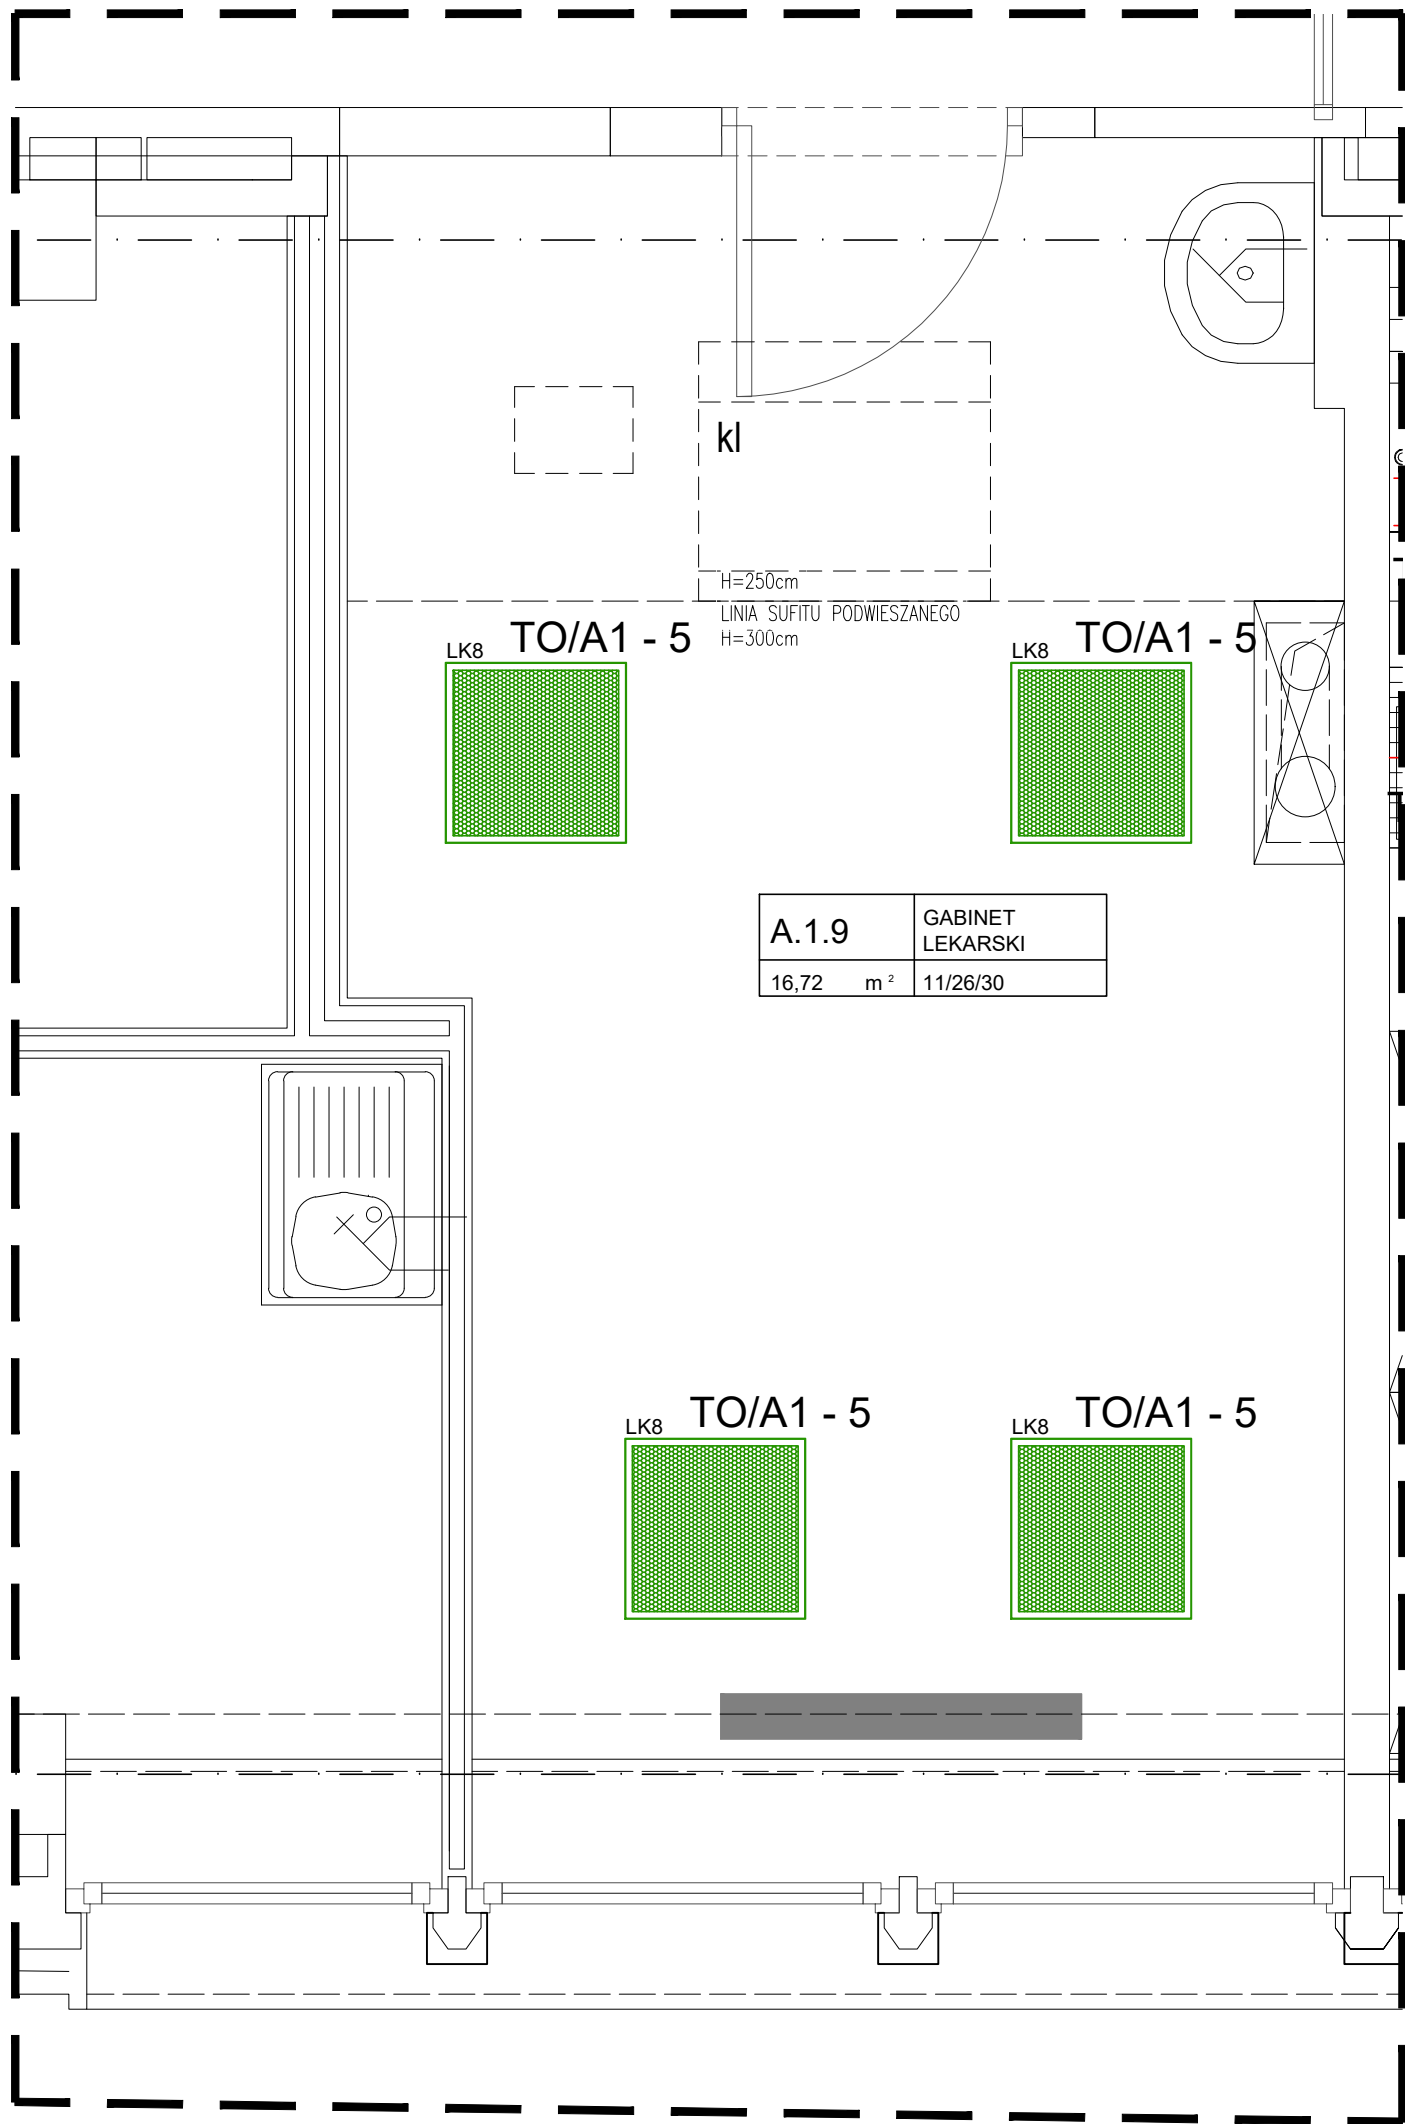 kl
H=250cm
LINIA SUFITU PODWIESZANEGO
H=300cm
LK8 TO/A1 - 5
LK8 TO/A1 - 5
A.1.9 GABINET
LEKARSKI
16,72 m² 11/26/30
LK8 TO/A1 - 5
LK8 TO/A1 - 5